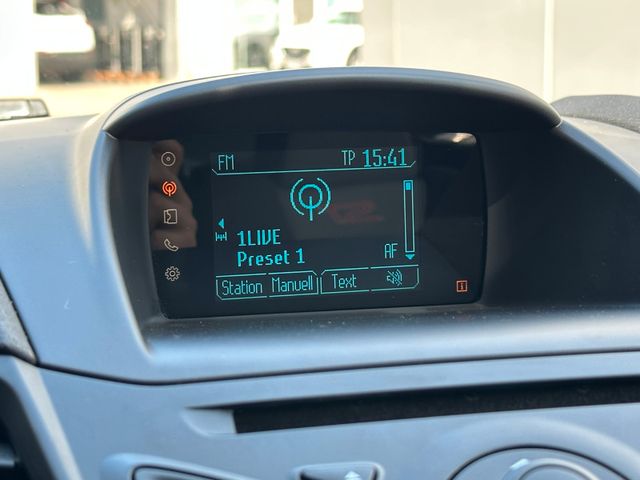 FM TP 15:41
1LIVE
Preset 1 AF
Station Manuell Text
i